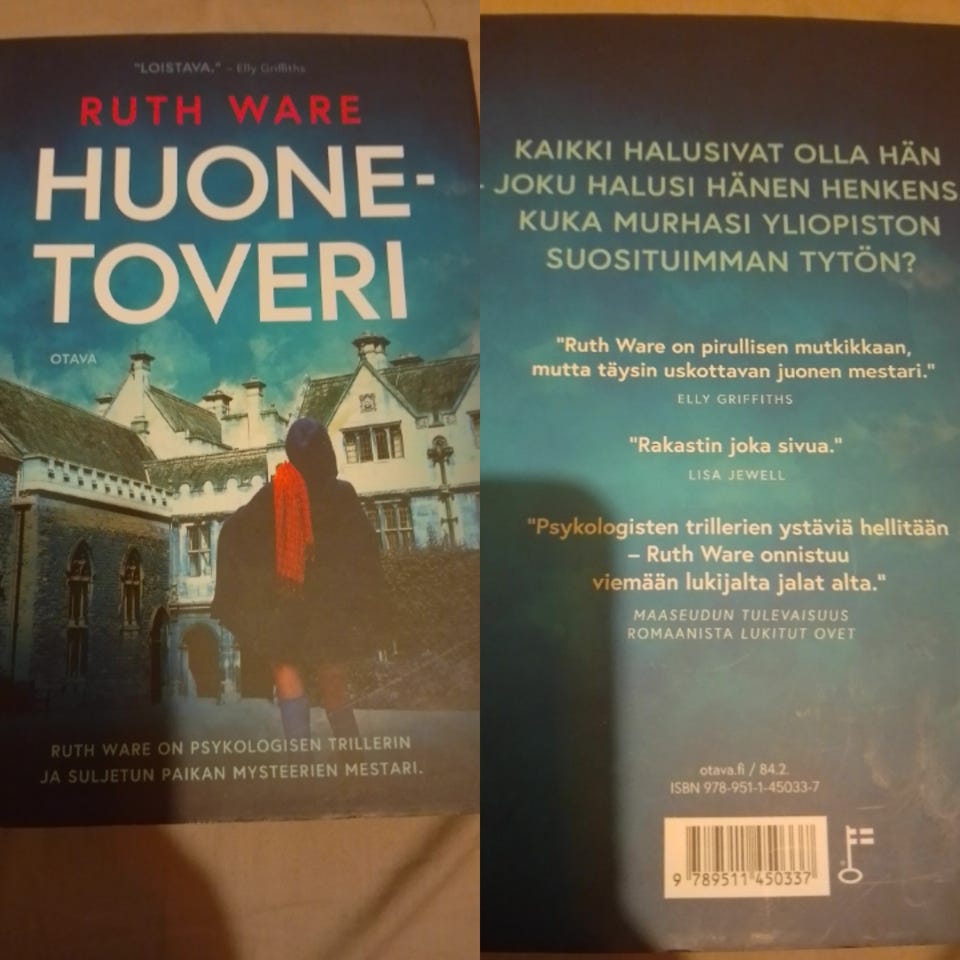 "LOISTAVA." – Elly Griffiths
RUTH WARE
HUONE-
TOVERI
OTAVA
RUTH WARE ON PSYKOLOGISEN TRILLERIN
JA SULJETUN PAIKAN MYSTEERIEN MESTARI.
KAIKKI HALUSIVAT OLLA HÄN
- JOKU HALUSI HÄNEN HENKENS
KUKA MURHASI YLIOPISTON
SUOSITUIMMAN TYTÖN?
"Ruth Ware on pirullisen mutkikkaan,
mutta täysin uskottavan juonen mestari."
ELLY GRIFFITHS
"Rakastin joka sivua."
LISA JEWELL
"Psykologisten trillerien ystäviä hellitään
– Ruth Ware onnistuu
viemään lukijalta jalat alta."
MAASEUDUN TULEVAISUUS
ROMAANISTA LUKITUT OVET
otava.fi / 84.2.
ISBN 978-951-1-45033-7
9 789511 450337